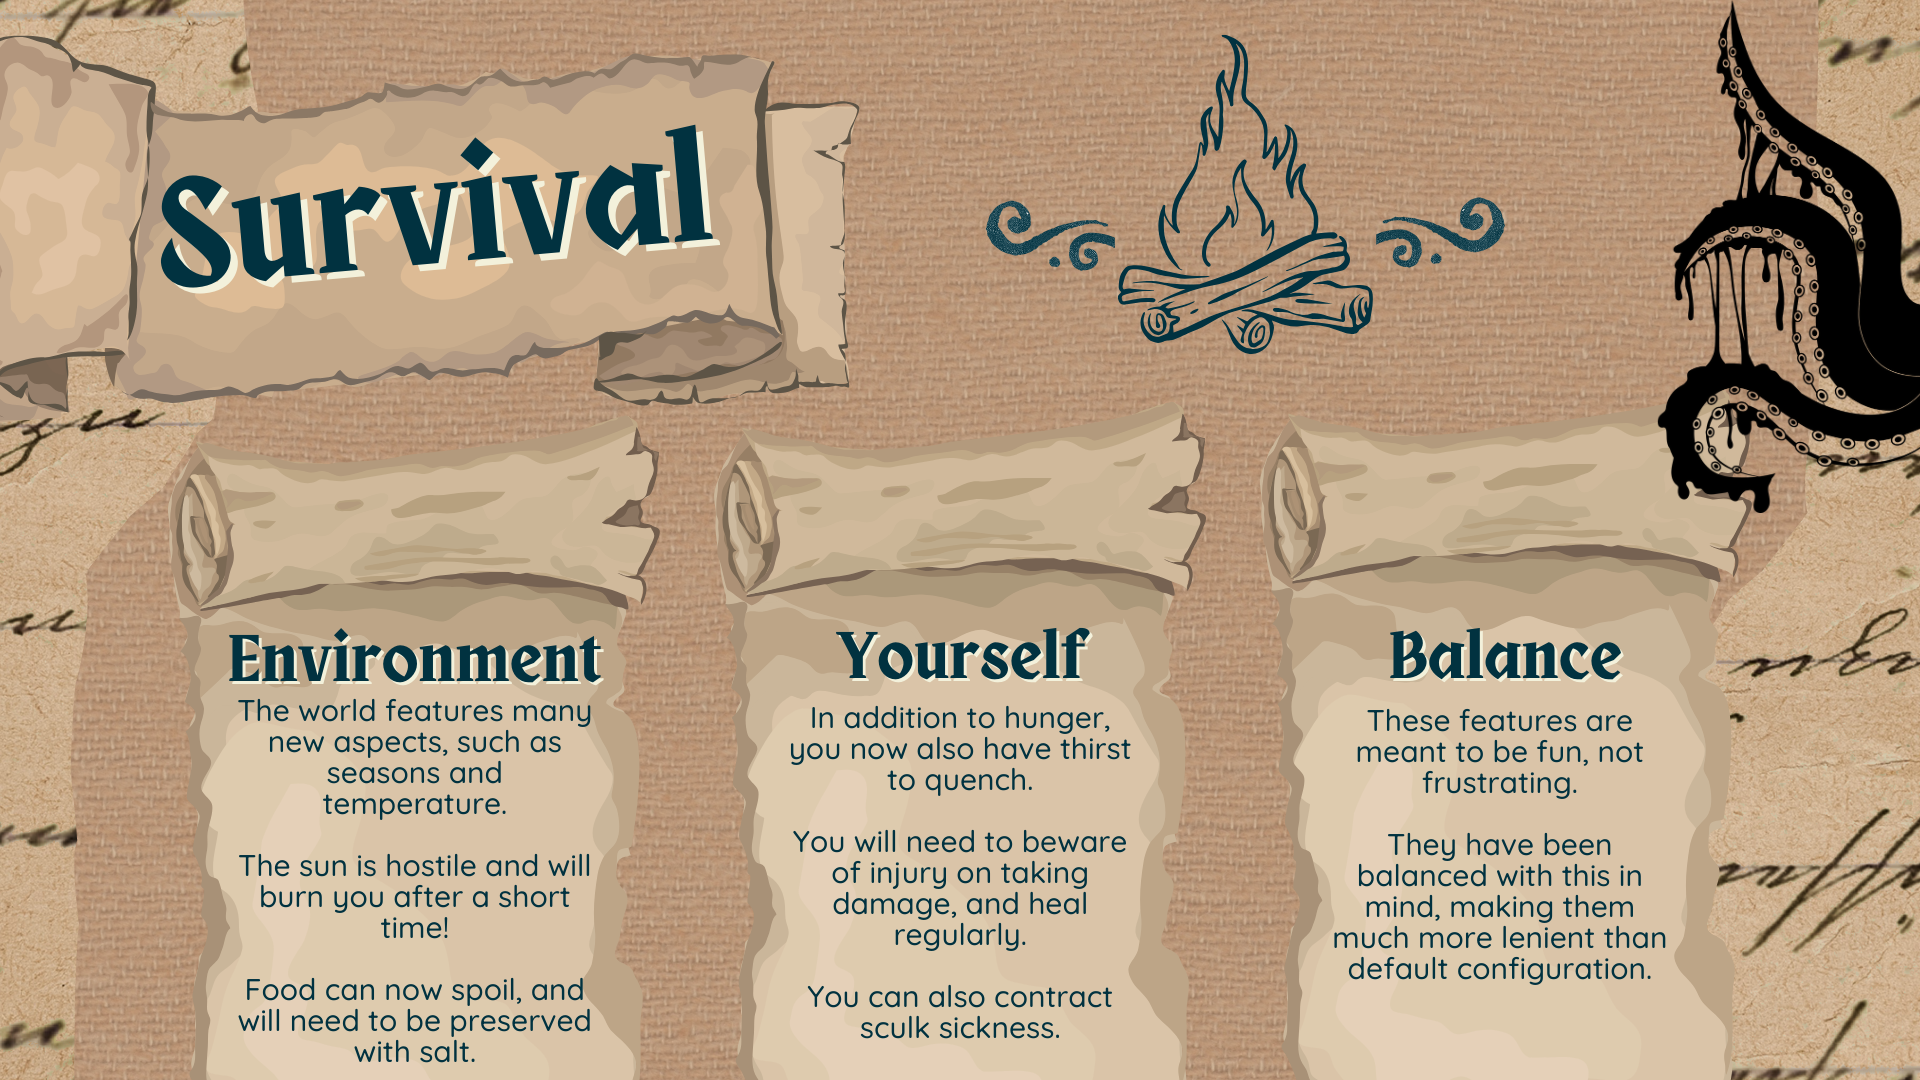 Survival
Environment
The world features many
new aspects, such as
seasons and
temperature.
The sun is hostile and will
burn you after a short
time!
Food can now spoil, and
will need to be preserved
with salt.
Yourself
In addition to hunger,
you now also have thirst
to quench.
You will need to beware
of injury on taking
damage, and heal
regularly.
You can also contract
sculk sickness.
Balance
These features are
meant to be fun, not
frustrating.
They have been
balanced with this in
mind, making them
much more lenient than
default configuration.